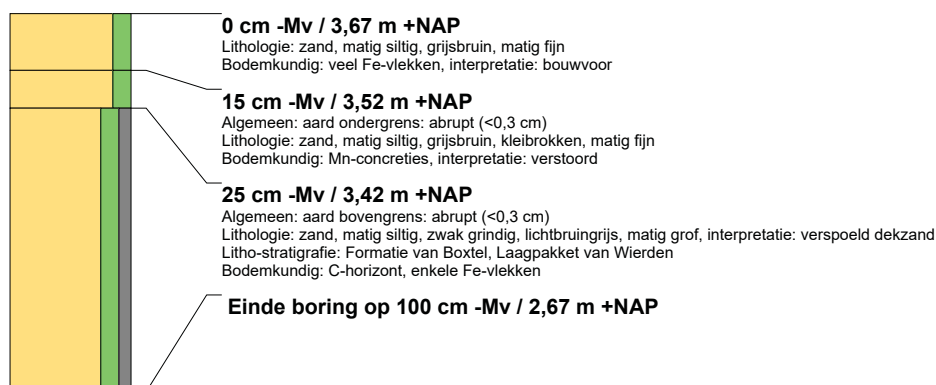 0 cm -Mv / 3,67 m +NAP
Lithologie: zand, matig siltig, grijsbruin, matig fijn
Bodemkundig: veel Fe-vlekken, interpretatie: bouwvoor
15 cm -Mv / 3,52 m +NAP
Algemeen: aard ondergrens: abrupt (<0,3 cm)
Lithologie: zand, matig siltig, grijsbruin, kleibrokken, matig fijn
Bodemkundig: Mn-concreties, interpretatie: verstoord
25 cm -Mv / 3,42 m +NAP
Algemeen: aard bovengrens: abrupt (<0,3 cm)
Lithologie: zand, matig siltig, zwak grindig, lichtbruingrijs, matig grof, interpretatie: verspoeld dekzand
Litho-stratigrafie: Formatie van Boxtel, Laagpakket van Wierden
Bodemkundig: C-horizont, enkele Fe-vlekken
Einde boring op 100 cm -Mv / 2,67 m +NAP